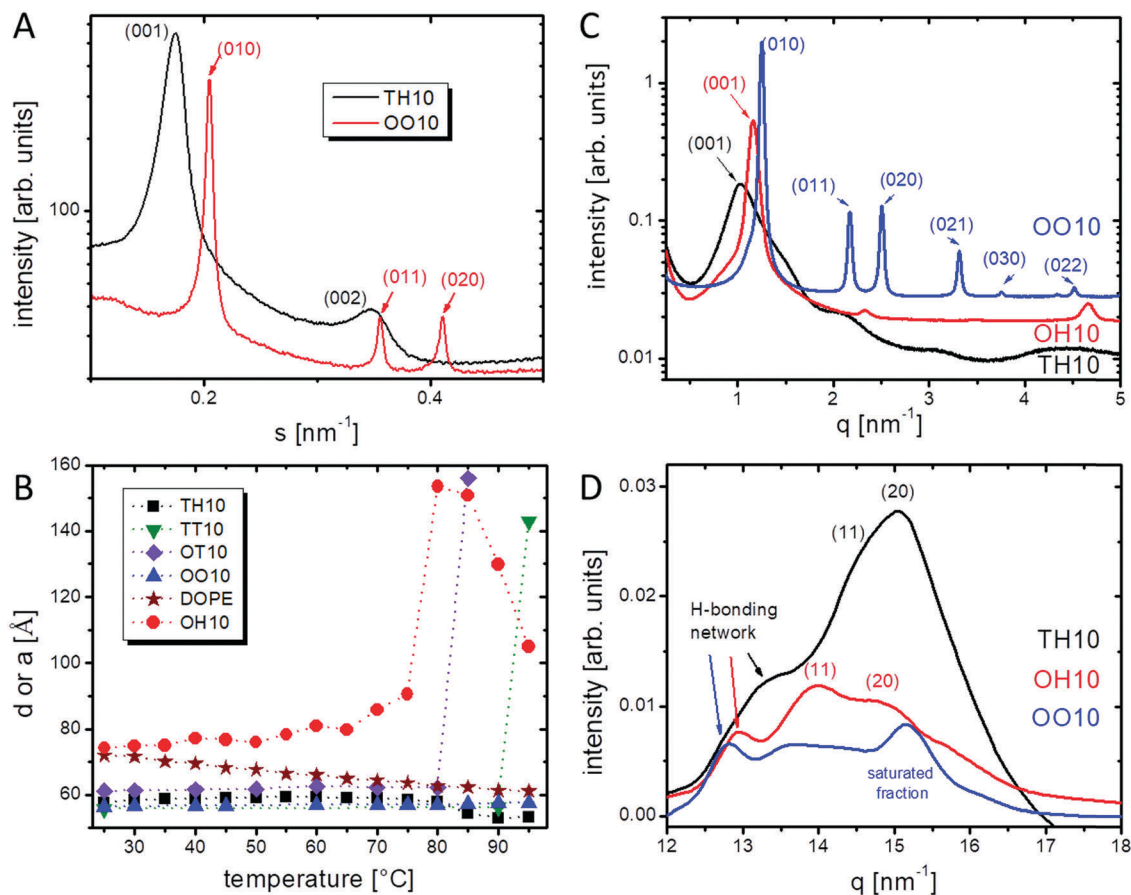 A
(001)
(010)
TH10
OO10
(002)
(011)
(020)
100
intensity [arb. units]
0.2
0.4
s [nm⁻¹]
C
(010)
(001)
(001)
(011)
(020)
(021)
(030)
(022)
OO10
OH10
TH10
1
0.1
0.01
intensity [arb. units]
1
2
3
4
5
q [nm⁻¹]
B
160
140
120
100
80
60
d or a [Å]
TH10
TT10
OT10
OO10
DOPE
OH10
30
40
50
60
70
80
90
temperature [°C]
D
(20)
(11)
H-bonding
network
(11)
(20)
TH10
OH10
OO10
saturated
fraction
0.03
0.02
0.01
0.00
intensity [arb. units]
12
13
14
15
16
17
18
q [nm⁻¹]